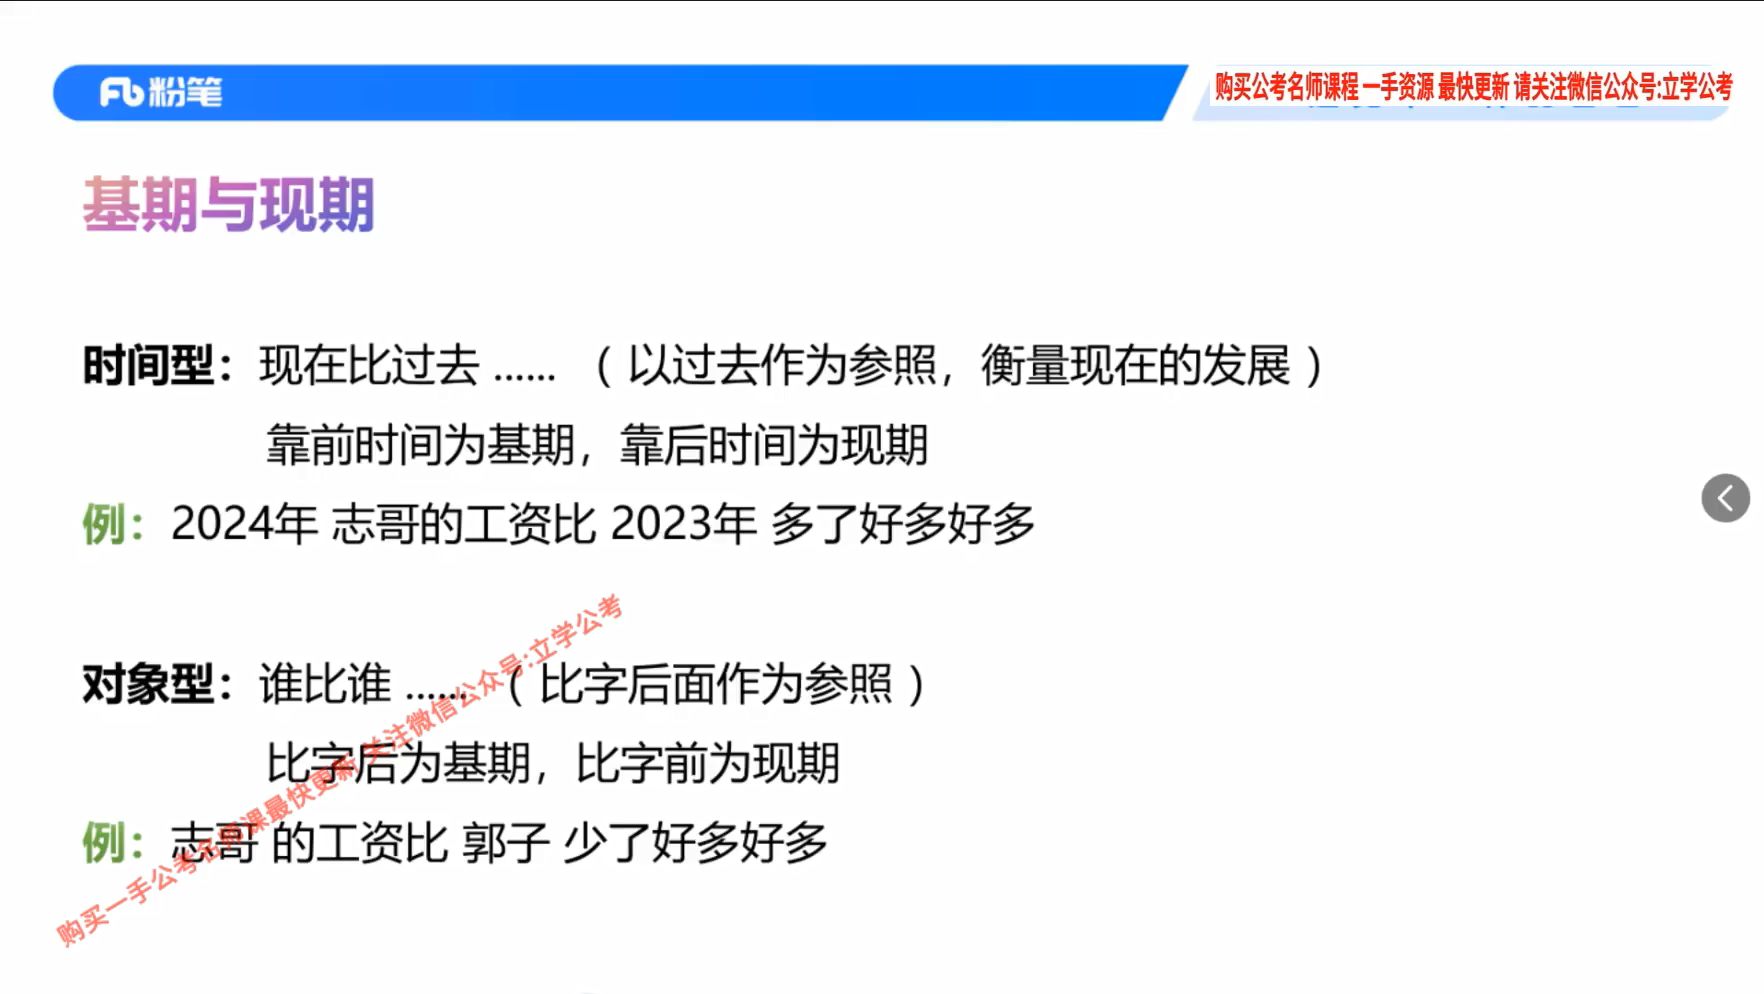 粉笔
购买公考名师课程 一手资源 最快更新 请关注微信公众号:立学公考
基期与现期
时间型：现在比过去 ...... （ 以过去作为参照，衡量现在的发展 ）
靠前时间为基期，靠后时间为现期
例：2024年 志哥的工资比 2023年 多了好多好多
对象型：谁比谁 ...... （ 比字后面作为参照 ）
比字后为基期，比字前为现期
例：志哥 的工资比 郭子 少了好多好多
购买一手公考名师课最快更新 关注微信公众号:立学公考